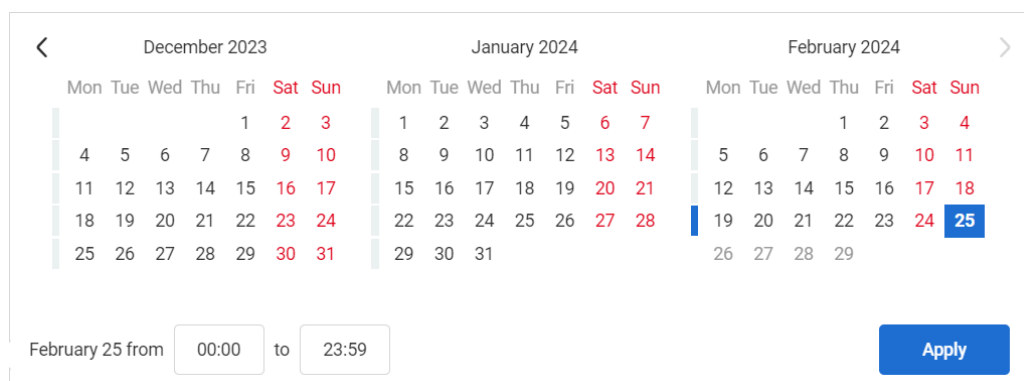 December 2023 January 2024 February 2024
Mon Tue Wed Thu Fri Sat Sun Mon Tue Wed Thu Fri Sat Sun Mon Tue Wed Thu Fri Sat Sun
1 2 3 1 2 3 4 5 6 7 1 2 3 4
4 5 6 7 8 9 10 8 9 10 11 12 13 14 5 6 7 8 9 10 11
11 12 13 14 15 16 17 15 16 17 18 19 20 21 12 13 14 15 16 17 18
18 19 20 21 22 23 24 22 23 24 25 26 27 28 19 20 21 22 23 24 25
25 26 27 28 29 30 31 29 30 31 26 27 28 29
February 25 from 00:00 to 23:59 Apply